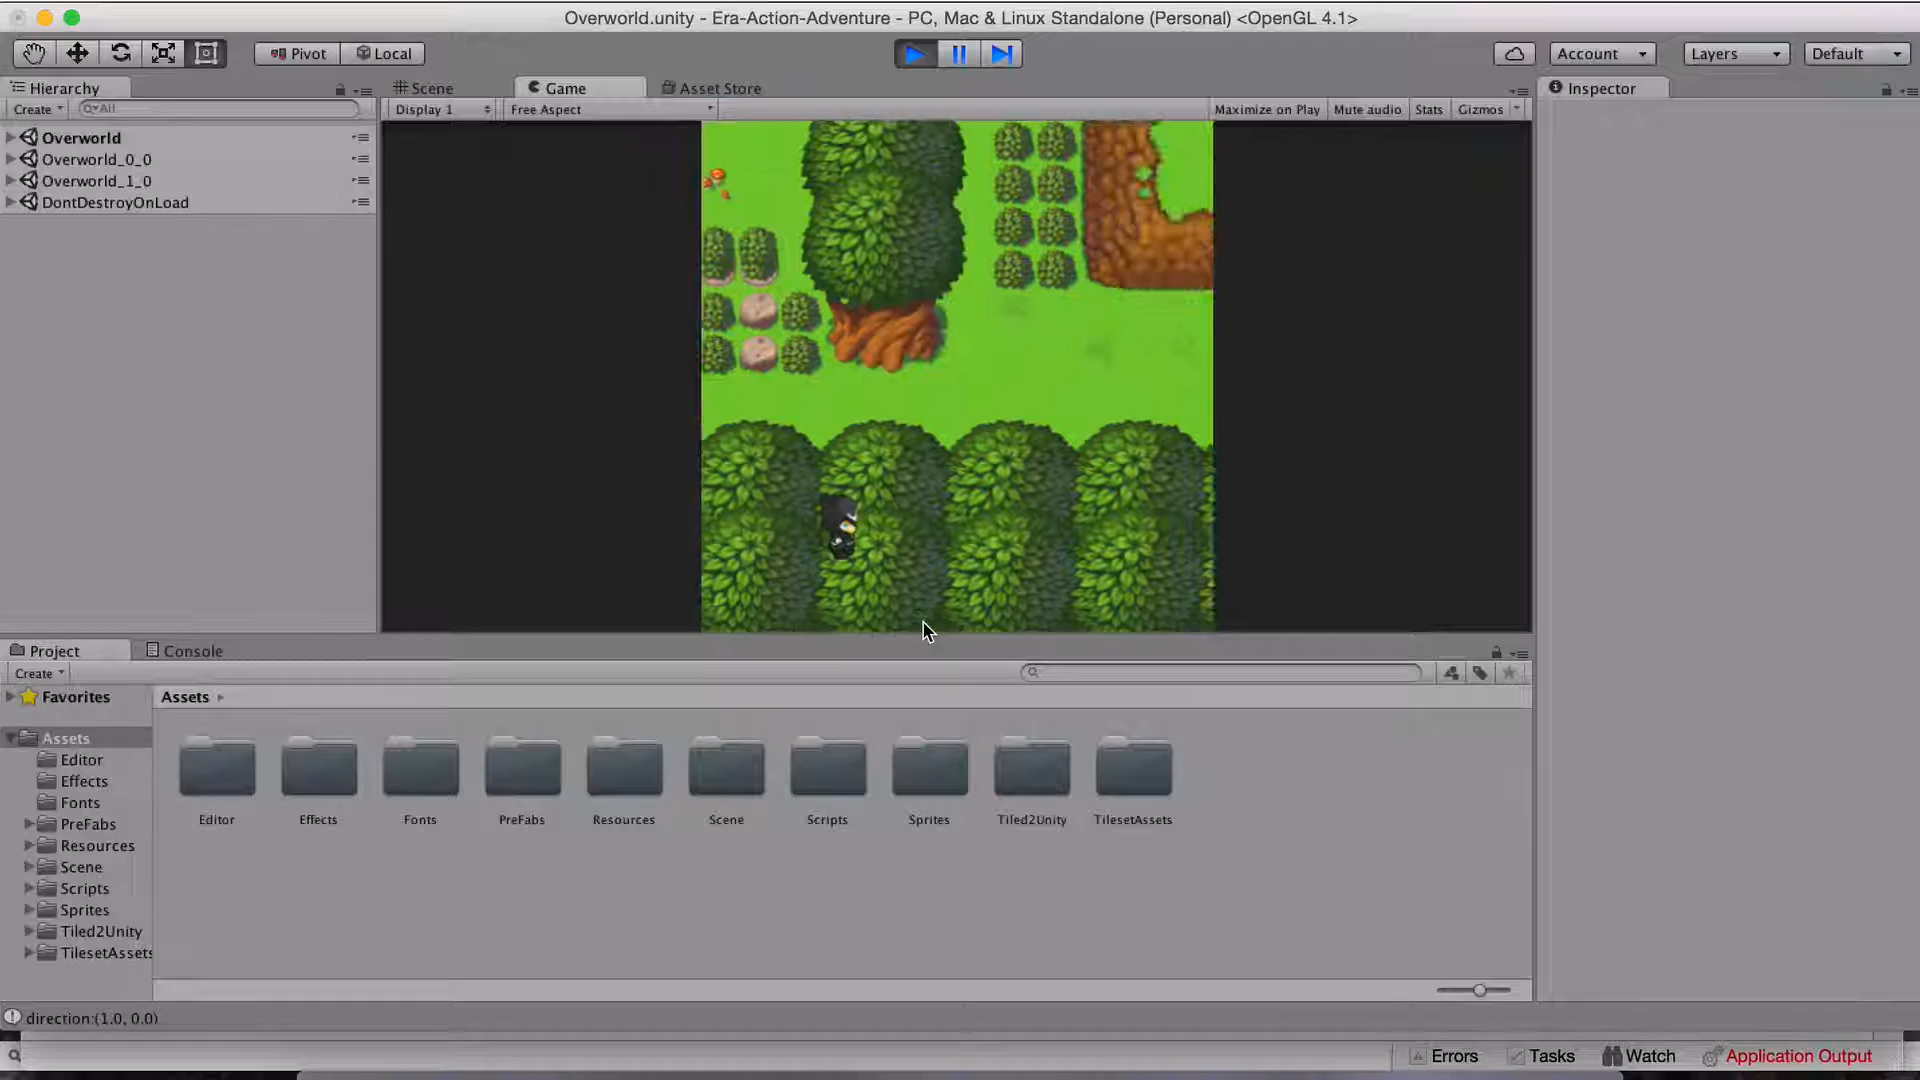 Overworld.unity - Era-Action-Adventure - PC, Mac & Linux Standalone (Personal) <OpenGL 4.1>
Pivot Local Account Layers Default
Hierarchy Scene Game Asset Store Inspector
Create All Display 1 Free Aspect Maximize on Play Mute audio Stats Gizmos
Overworld
Overworld_0_0
Overworld_1_0
DontDestroyOnLoad
Project Console
Create
Favorites Assets
Assets
Editor
Effects
Fonts
PreFabs
Resources
Scene
Scripts
Sprites
Tiled2Unity
TilesetAssets
Editor Effects Fonts PreFabs Resources Scene Scripts Sprites Tiled2Unity TilesetAssets
direction:(1.0, 0.0)
Errors Tasks Watch Application Output